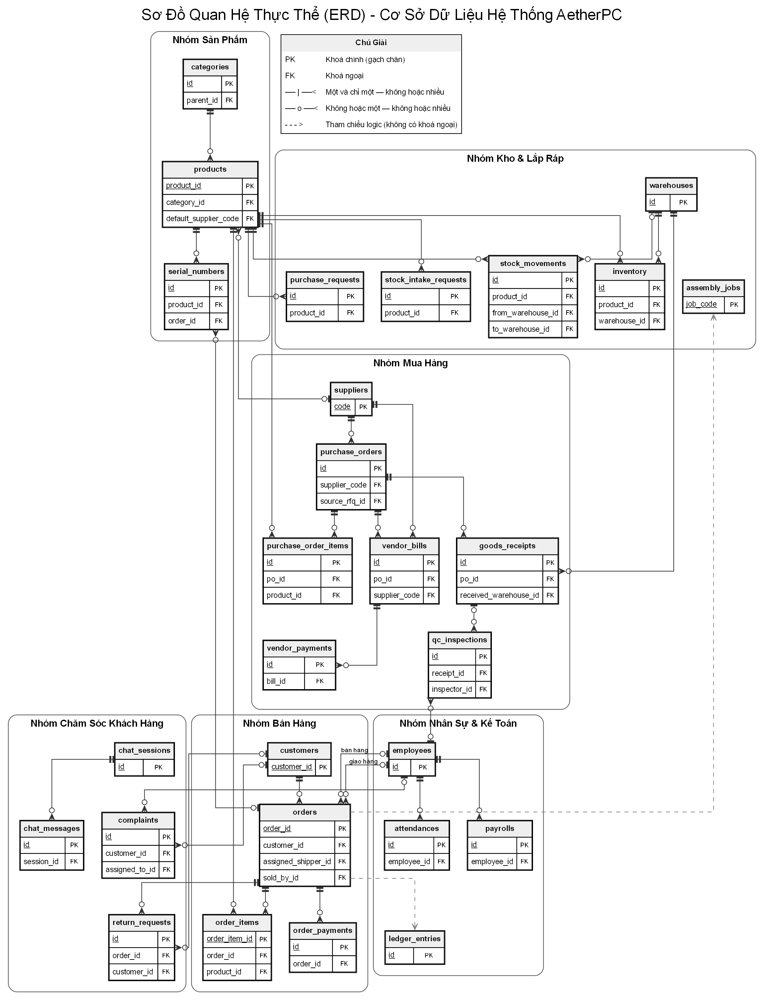 Sơ Đồ Quan Hệ Thực Thể (ERD) - Cơ Sở Dữ Liệu Hệ Thống AetherPC
Nhóm Sản Phẩm
categories
id PK
parent_id FK
products
product_id PK
category_id FK
default_supplier_code FK
serial_numbers
id PK
product_id FK
order_id FK
Chú Giải
PK Khoá chính (gạch chân)
FK Khoá ngoại
── | ──< Một và chỉ một — không hoặc nhiều
── o ──< Không hoặc một — không hoặc nhiều
- - - > Tham chiếu logic (không có khoá ngoại)
Nhóm Kho & Lắp Ráp
warehouses
id PK
purchase_requests
id PK
product_id FK
stock_intake_requests
id PK
product_id FK
stock_movements
id PK
product_id FK
from_warehouse_id FK
to_warehouse_id FK
inventory
id PK
product_id FK
warehouse_id FK
assembly_jobs
job_code PK
Nhóm Mua Hàng
suppliers
code PK
purchase_orders
id PK
supplier_code FK
source_rfq_id FK
purchase_order_items
id PK
po_id FK
product_id FK
vendor_bills
id PK
po_id FK
supplier_code FK
goods_receipts
id PK
po_id FK
received_warehouse_id FK
vendor_payments
id PK
bill_id FK
qc_inspections
id PK
receipt_id FK
inspector_id FK
Nhóm Chăm Sóc Khách Hàng
chat_sessions
id PK
chat_messages
id PK
session_id FK
complaints
id PK
customer_id FK
assigned_to_id FK
return_requests
id PK
order_id FK
customer_id FK
Nhóm Bán Hàng
customers
customer_id PK
bán hàng
giao hàng
orders
order_id PK
customer_id FK
assigned_shipper_id FK
sold_by_id FK
order_items
order_item_id PK
order_id FK
product_id FK
order_payments
id PK
order_id FK
Nhóm Nhân Sự & Kế Toán
employees
id PK
attendances
id PK
employee_id FK
payrolls
id PK
employee_id FK
ledger_entries
id PK